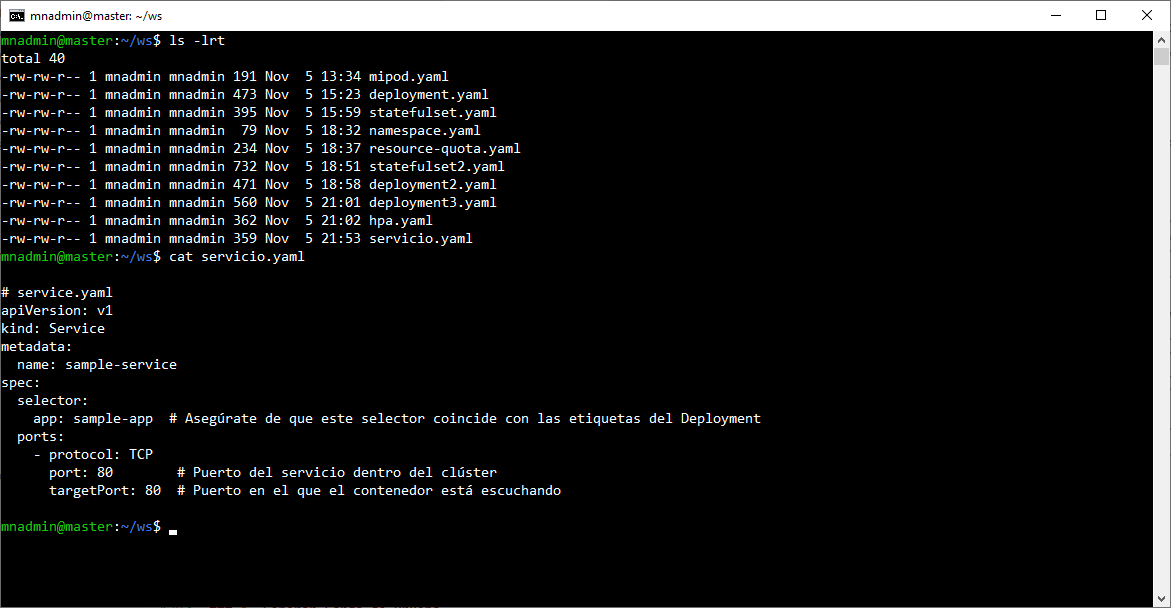 mnadmin@master: ~/ws
mnadmin@master:~/ws$ ls -lrt
total 40
-rw-rw-r-- 1 mnadmin mnadmin 191 Nov  5 13:34 mipod.yaml
-rw-rw-r-- 1 mnadmin mnadmin 473 Nov  5 15:23 deployment.yaml
-rw-rw-r-- 1 mnadmin mnadmin 395 Nov  5 15:59 statefulset.yaml
-rw-rw-r-- 1 mnadmin mnadmin  79 Nov  5 18:32 namespace.yaml
-rw-rw-r-- 1 mnadmin mnadmin 234 Nov  5 18:37 resource-quota.yaml
-rw-rw-r-- 1 mnadmin mnadmin 732 Nov  5 18:51 statefulset2.yaml
-rw-rw-r-- 1 mnadmin mnadmin 471 Nov  5 18:58 deployment2.yaml
-rw-rw-r-- 1 mnadmin mnadmin 560 Nov  5 21:01 deployment3.yaml
-rw-rw-r-- 1 mnadmin mnadmin 362 Nov  5 21:02 hpa.yaml
-rw-rw-r-- 1 mnadmin mnadmin 359 Nov  5 21:53 servicio.yaml
mnadmin@master:~/ws$ cat servicio.yaml
# service.yaml
apiVersion: v1
kind: Service
metadata:
  name: sample-service
spec:
  selector:
    app: sample-app  # Asegúrate de que este selector coincide con las etiquetas del Deployment
  ports:
    - protocol: TCP
      port: 80        # Puerto del servicio dentro del clúster
      targetPort: 80  # Puerto en el que el contenedor está escuchando
mnadmin@master:~/ws$